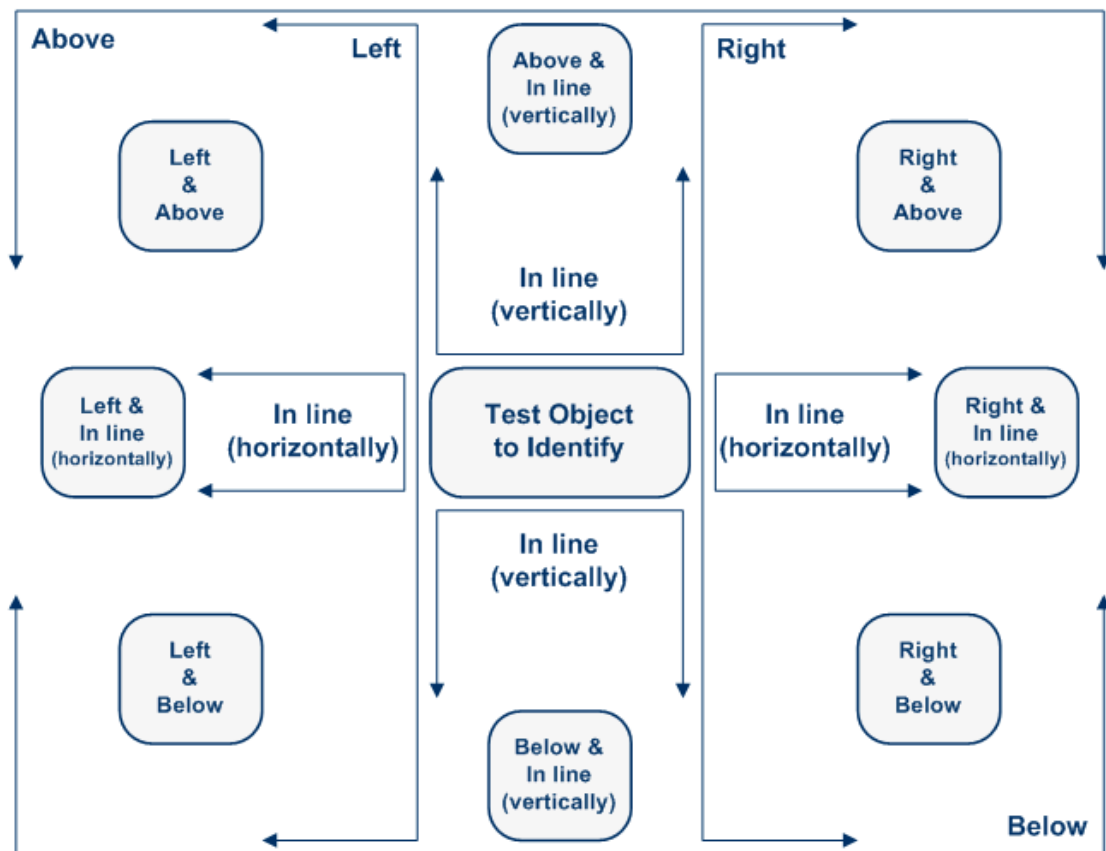 Above
Left
Above &
In line
(vertically)
Right
Left
&
Above
Right
&
Above
In line
(vertically)
Left &
In line
(horizontally)
In line
(horizontally)
Test Object
to Identify
In line
(horizontally)
Right &
In line
(horizontally)
In line
(vertically)
Left
&
Below
Right
&
Below
Below &
In line
(vertically)
Below